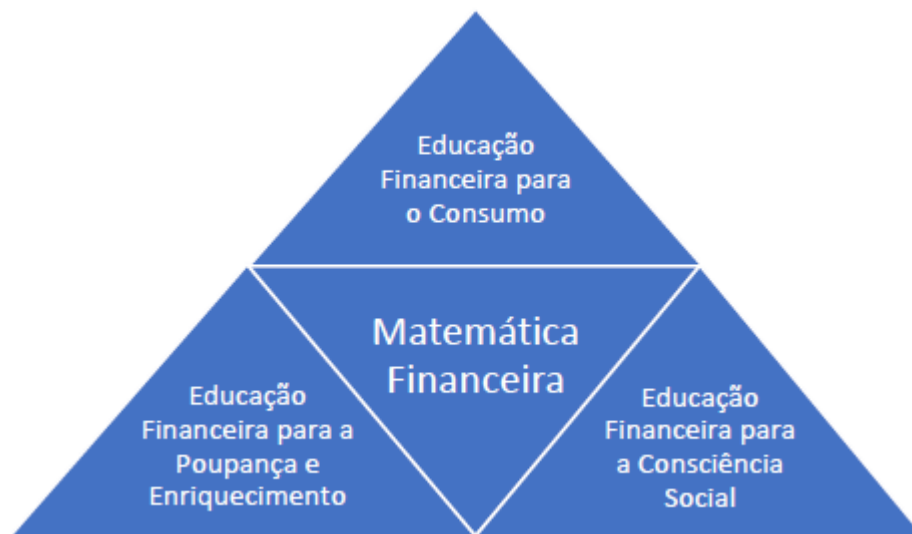 Educação
Financeira para
o Consumo
Matemática
Financeira
Educação
Financeira para a
Poupança e
Enriquecimento
Educação
Financeira para
a Consciência
Social